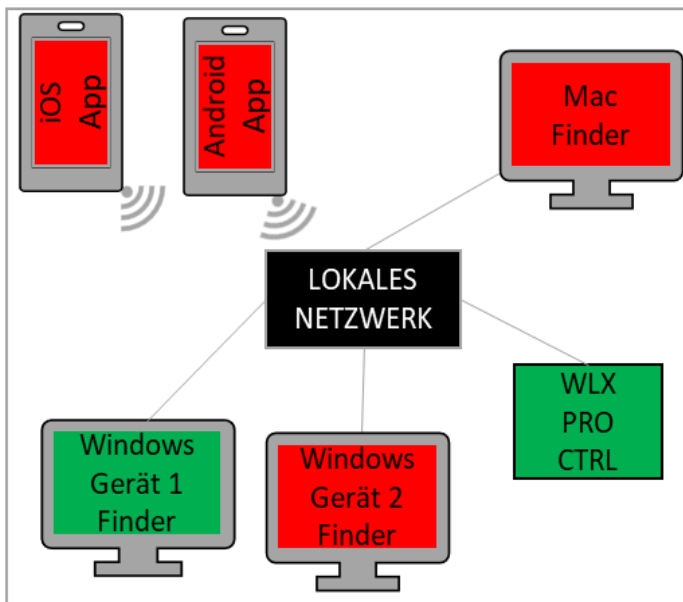 iOS
App
Android
App
Mac
Finder
LOKALES
NETZWERK
WLX
PRO
CTRL
Windows
Gerät 1
Finder
Windows
Gerät 2
Finder